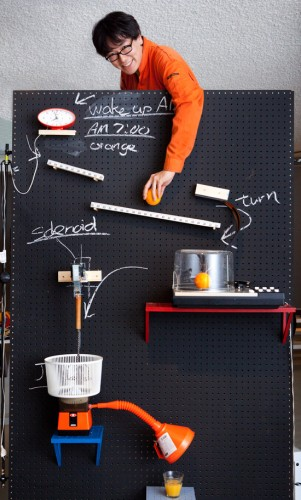 wake up AM
AM 7:00
orange
turn
solenoid